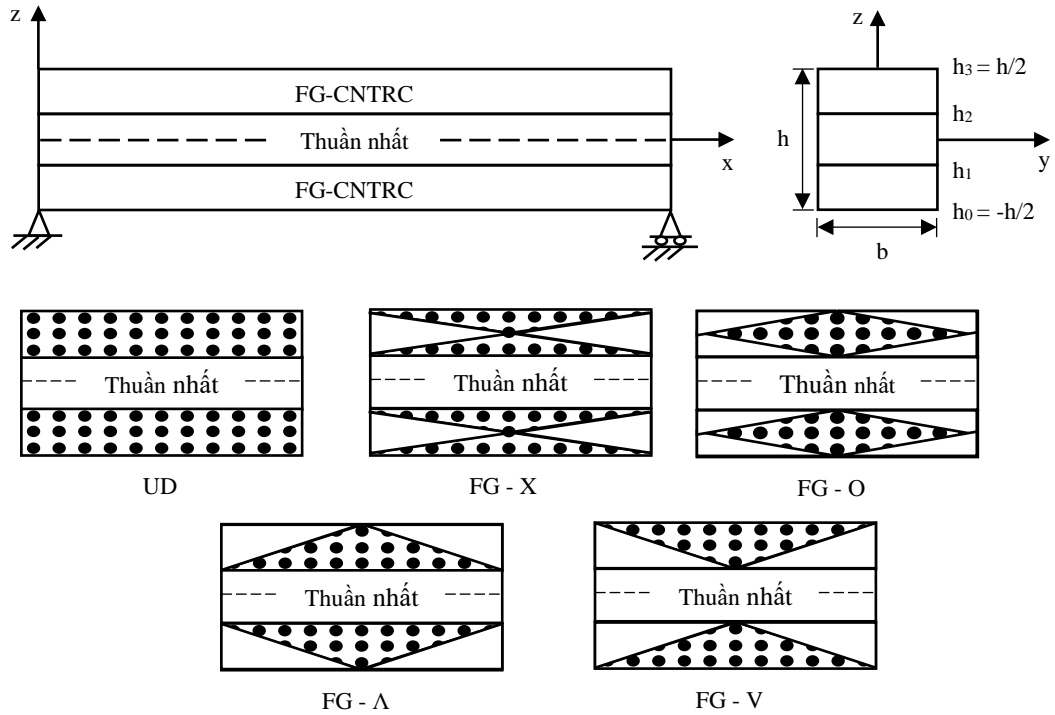 z
FG-CNTRC
Thuần nhất
FG-CNTRC
x
z
h3 = h/2
h2
h
y
h1
h0 = -h/2
b
Thuần nhất
Thuần nhất
Thuần nhất
UD
FG - X
FG - O
Thuần nhất
Thuần nhất
FG - Λ
FG - V